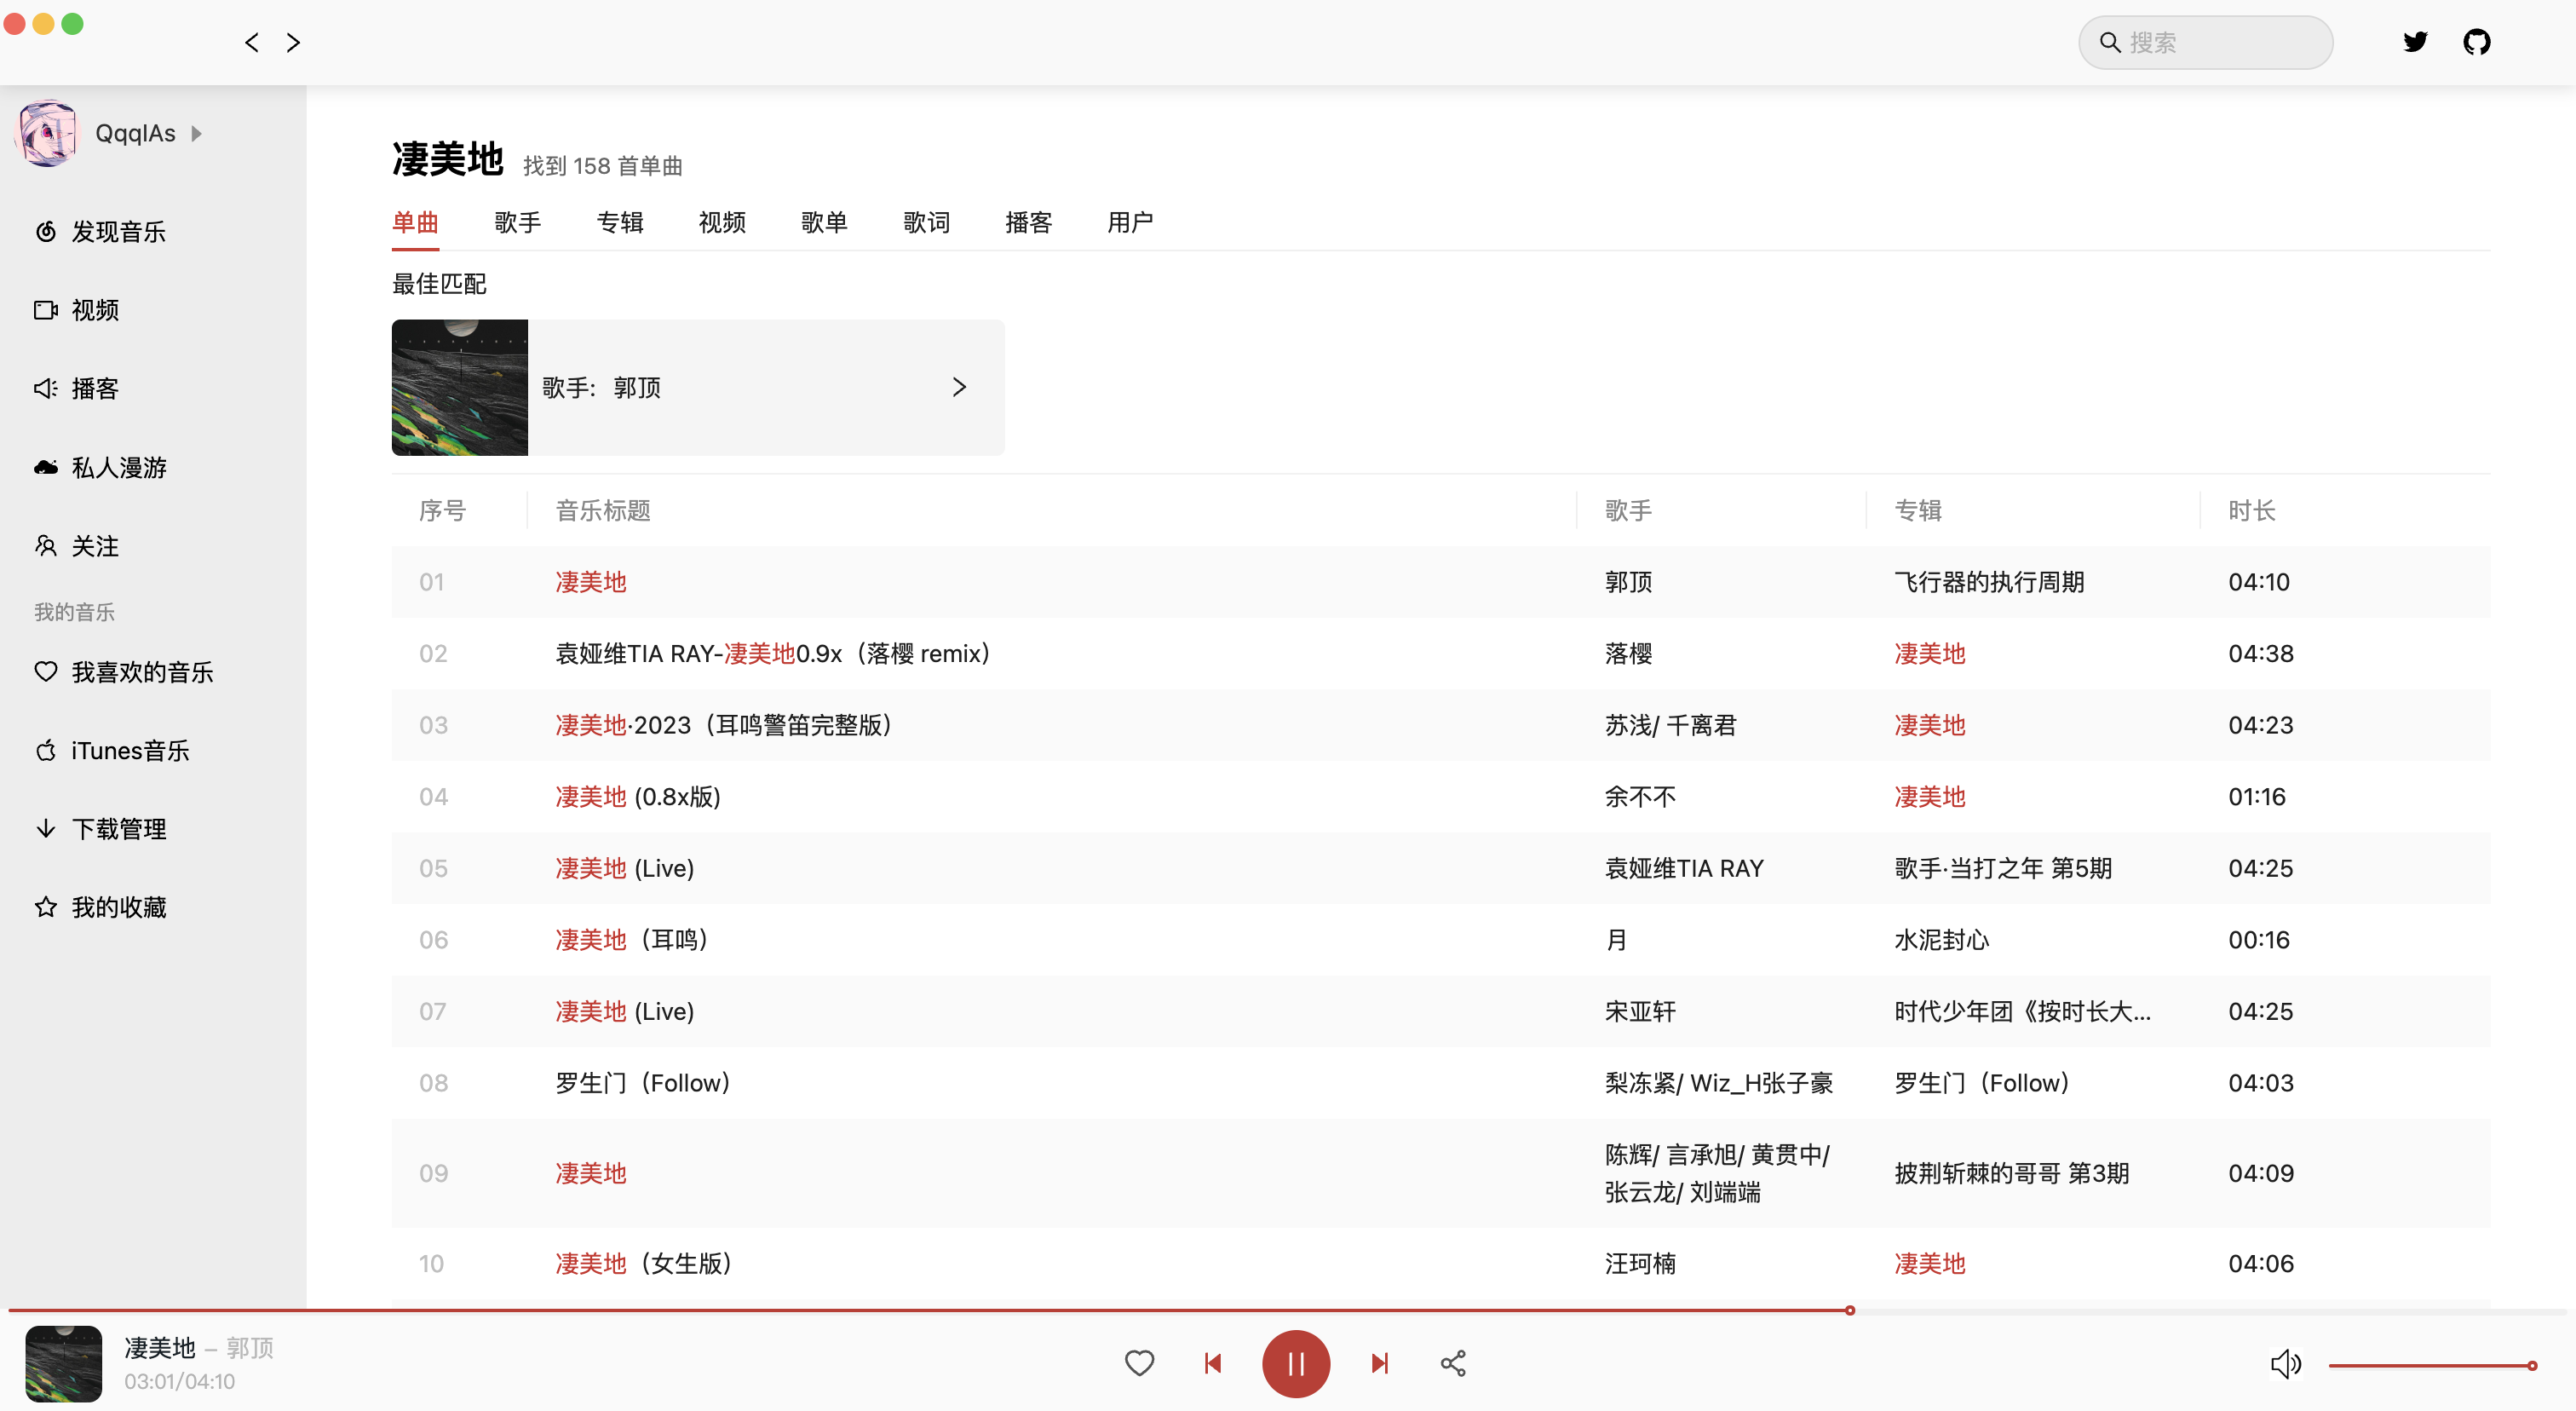 搜索
QqqIAs
发现音乐
视频
播客
私人漫游
关注
我的音乐
我喜欢的音乐
iTunes音乐
下载管理
我的收藏
凄美地 找到 158 首单曲
单曲 歌手 专辑 视频 歌单 歌词 播客 用户
最佳匹配
歌手： 郭顶
序号 音乐标题 歌手 专辑 时长
01 凄美地 郭顶 飞行器的执行周期 04:10
02 袁娅维TIA RAY-凄美地0.9x（落樱 remix） 落樱 凄美地 04:38
03 凄美地·2023（耳鸣警笛完整版） 苏浅/ 千离君 凄美地 04:23
04 凄美地 (0.8x版) 余不不 凄美地 01:16
05 凄美地 (Live) 袁娅维TIA RAY 歌手·当打之年 第5期 04:25
06 凄美地（耳鸣） 月 水泥封心 00:16
07 凄美地 (Live) 宋亚轩 时代少年团《按时长大... 04:25
08 罗生门（Follow） 梨冻紧/ Wiz_H张子豪 罗生门（Follow） 04:03
09 凄美地 陈辉/ 言承旭/ 黄贯中/ 张云龙/ 刘端端 披荆斩棘的哥哥 第3期 04:09
10 凄美地（女生版） 汪珂楠 凄美地 04:06
凄美地 – 郭顶
03:01/04:10